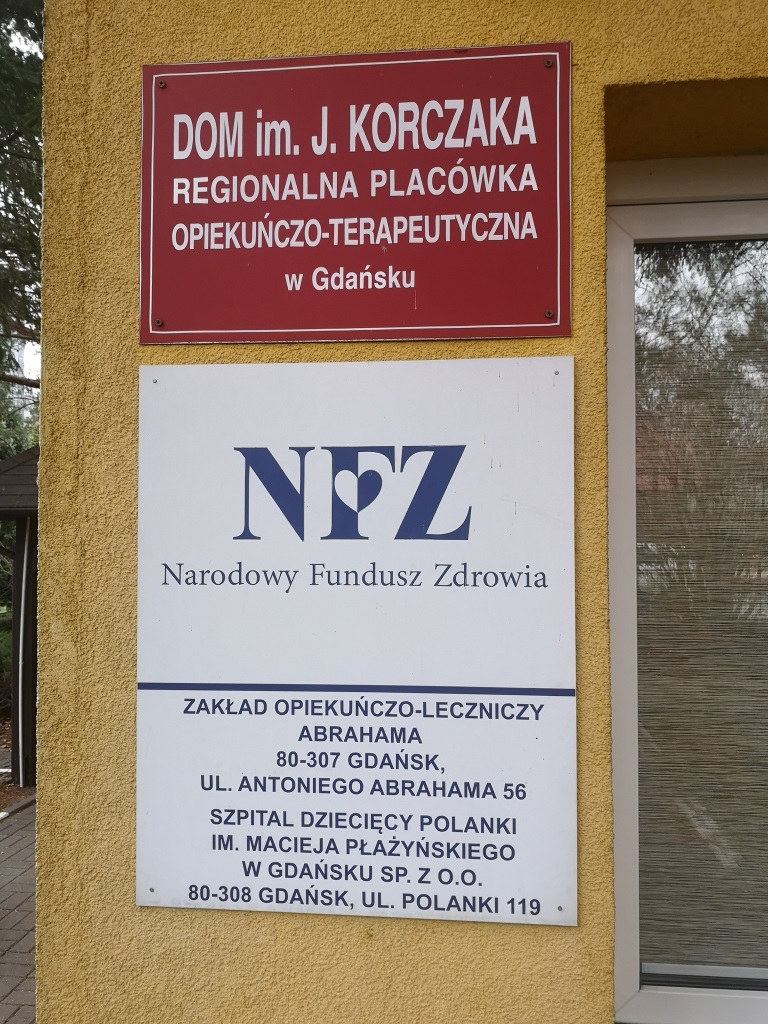 DOM im. J. KORCZAKA
REGIONALNA PLACÓWKA
OPIEKUŃCZO-TERAPEUTYCZNA
w Gdańsku
NFZ
Narodowy Fundusz Zdrowia
ZAKŁAD OPIEKUŃCZO-LECZNICZY
ABRAHAMA
80-307 GDAŃSK,
UL. ANTONIEGO ABRAHAMA 56
SZPITAL DZIECIĘCY POLANKI
IM. MACIEJA PŁAŻYŃSKIEGO
W GDAŃSKU SP. Z O.O.
80-308 GDAŃSK, UL. POLANKI 119